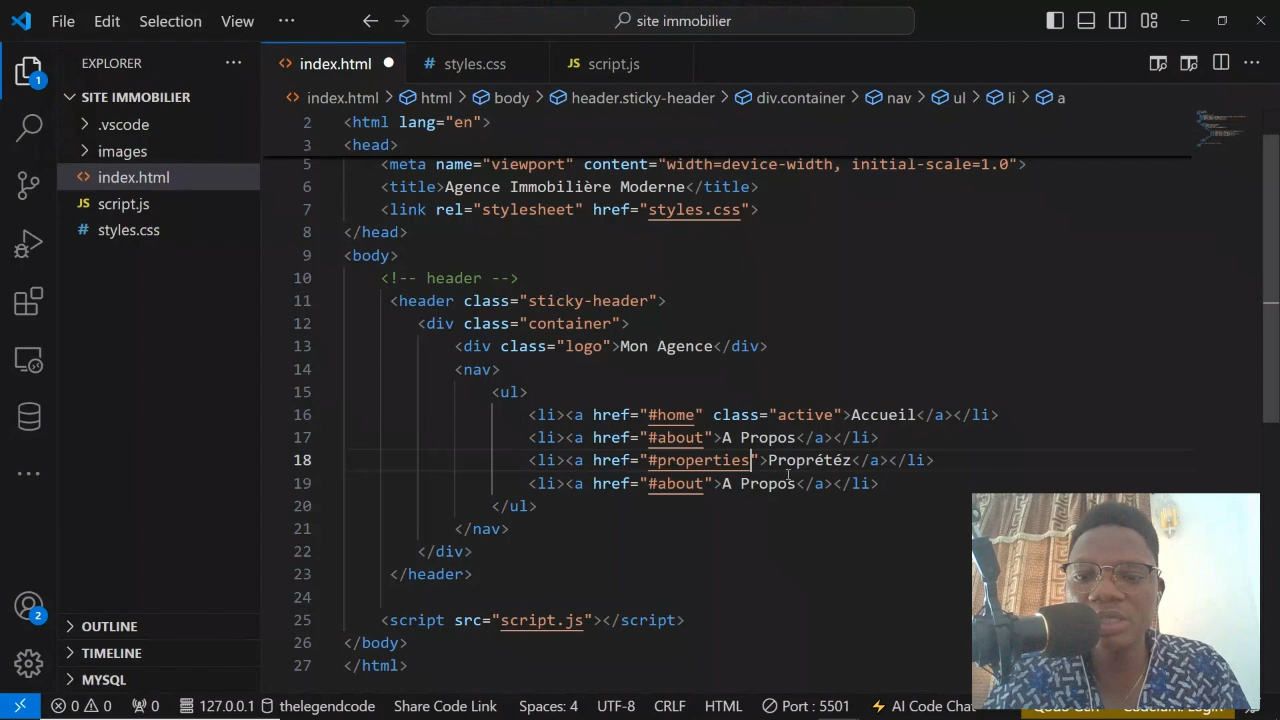 File Edit Selection View ··· site immobilier
EXPLORER ···
index.html styles.css JS script.js
SITE IMMOBILIER
.vscode
images
index.html
JS script.js
styles.css
index.html > html > body > header.sticky-header > div.container > nav > ul > li > a
2 <html lang="en">
3 <head>
5 <meta name="viewport" content="width=device-width, initial-scale=1.0">
6 <title>Agence Immobilière Moderne</title>
7 <link rel="stylesheet" href="styles.css">
8 </head>
9 <body>
10 <!-- header -->
11 <header class="sticky-header">
12 <div class="container">
13 <div class="logo">Mon Agence</div>
14 <nav>
15 <ul>
16 <li><a href="#home" class="active">Accueil</a></li>
17 <li><a href="#about">A Propos</a></li>
18 <li><a href="#properties">Proprétéz</a></li>
19 <li><a href="#about">A Propos</a></li>
20 </ul>
21 </nav>
22 </div>
23 </header>
24
25 <script src="script.js"></script>
26 </body>
27 </html>
1
2
OUTLINE
TIMELINE
MYSQL
0 0 0 127.0.0.1 thelegendcode Share Code Link Spaces: 4 UTF-8 CRLF HTML Port : 5501 AI Code Chat